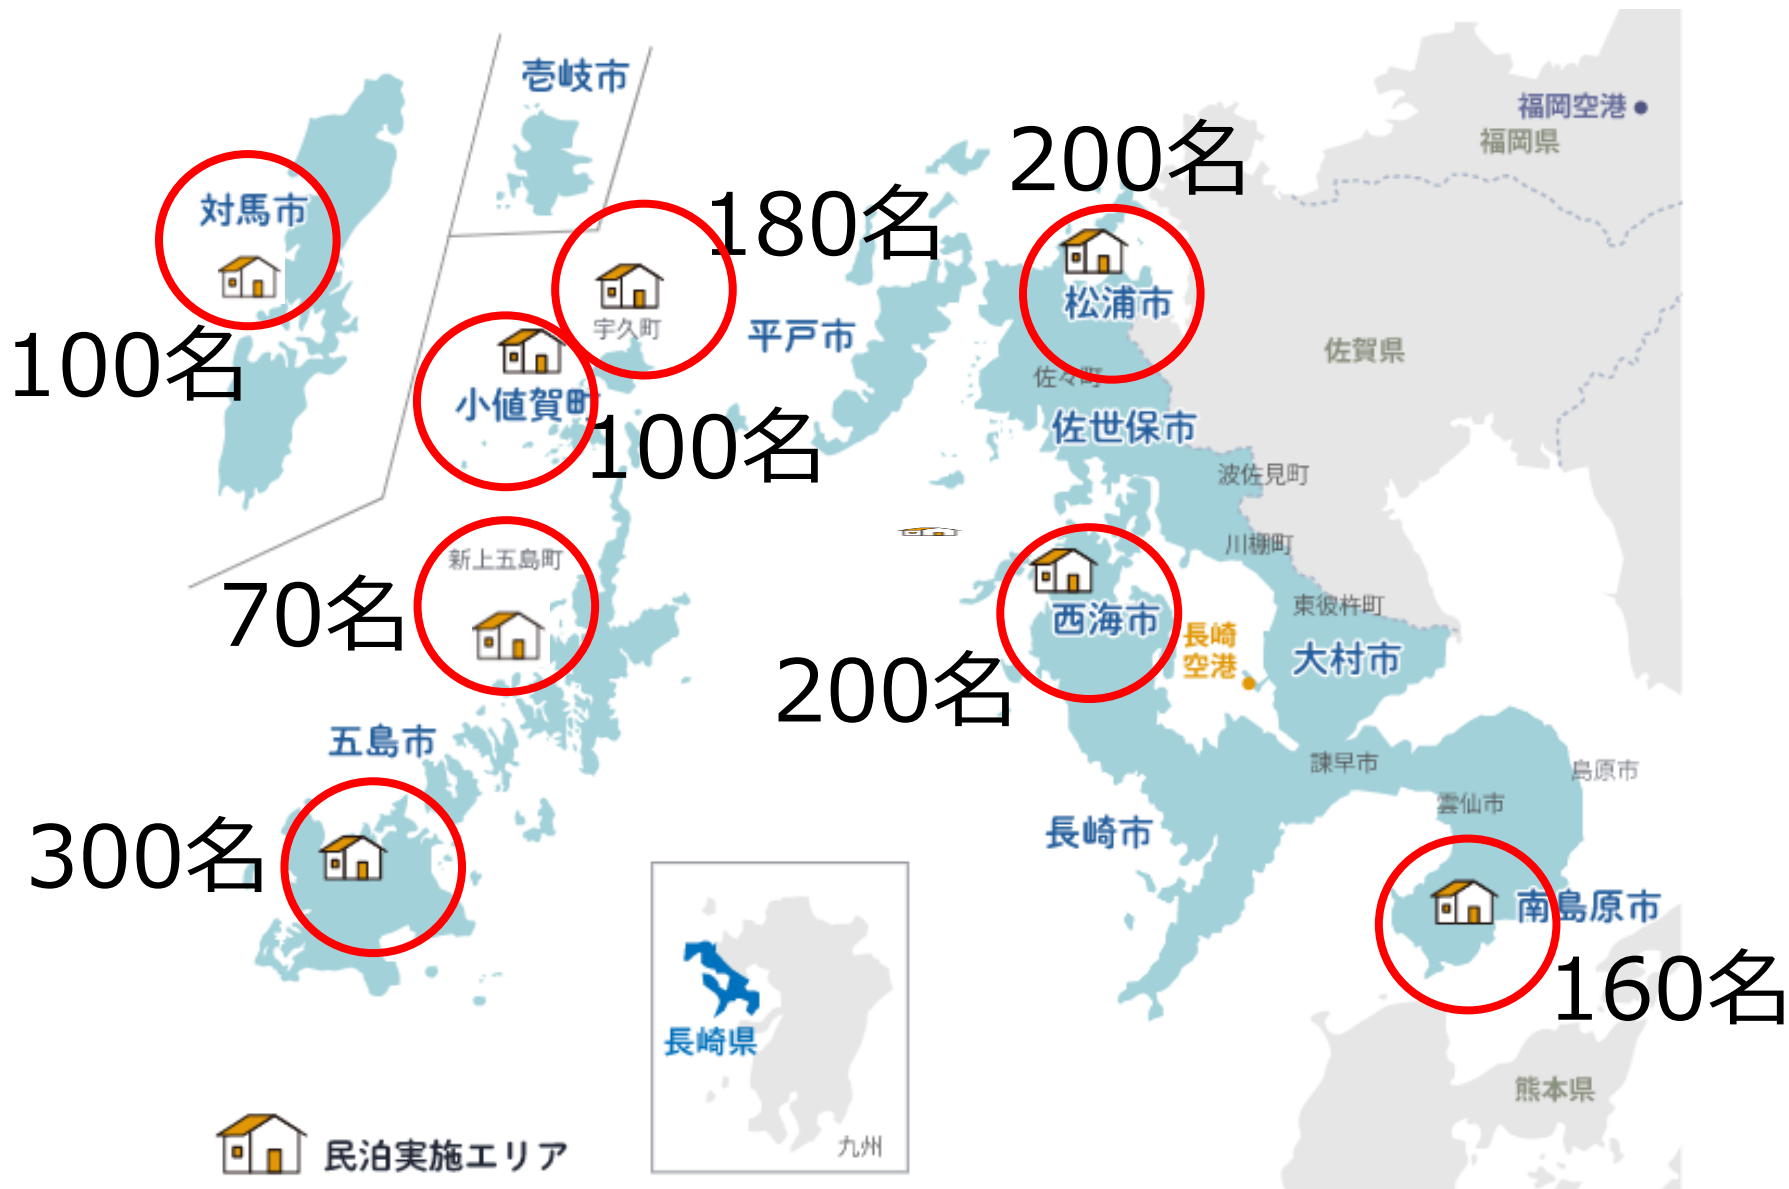 壱岐市
福岡空港
福岡県
200名
対馬市
180名
松浦市
宇久町
平戸市
佐賀県
100名
佐々町
小値賀町
100名
佐世保市
波佐見町
川棚町
新上五島町
70名
西海市
東彼杵町
長崎
空港
大村市
200名
五島市
諫早市
島原市
雲仙市
長崎市
300名
南島原市
160名
長崎県
熊本県
九州
民泊実施エリア